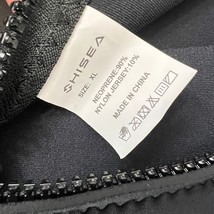 SHISEA
SIZE: XL
NEOPRENE:90%
NYLON JERSEY:10%
MADE IN CHINA